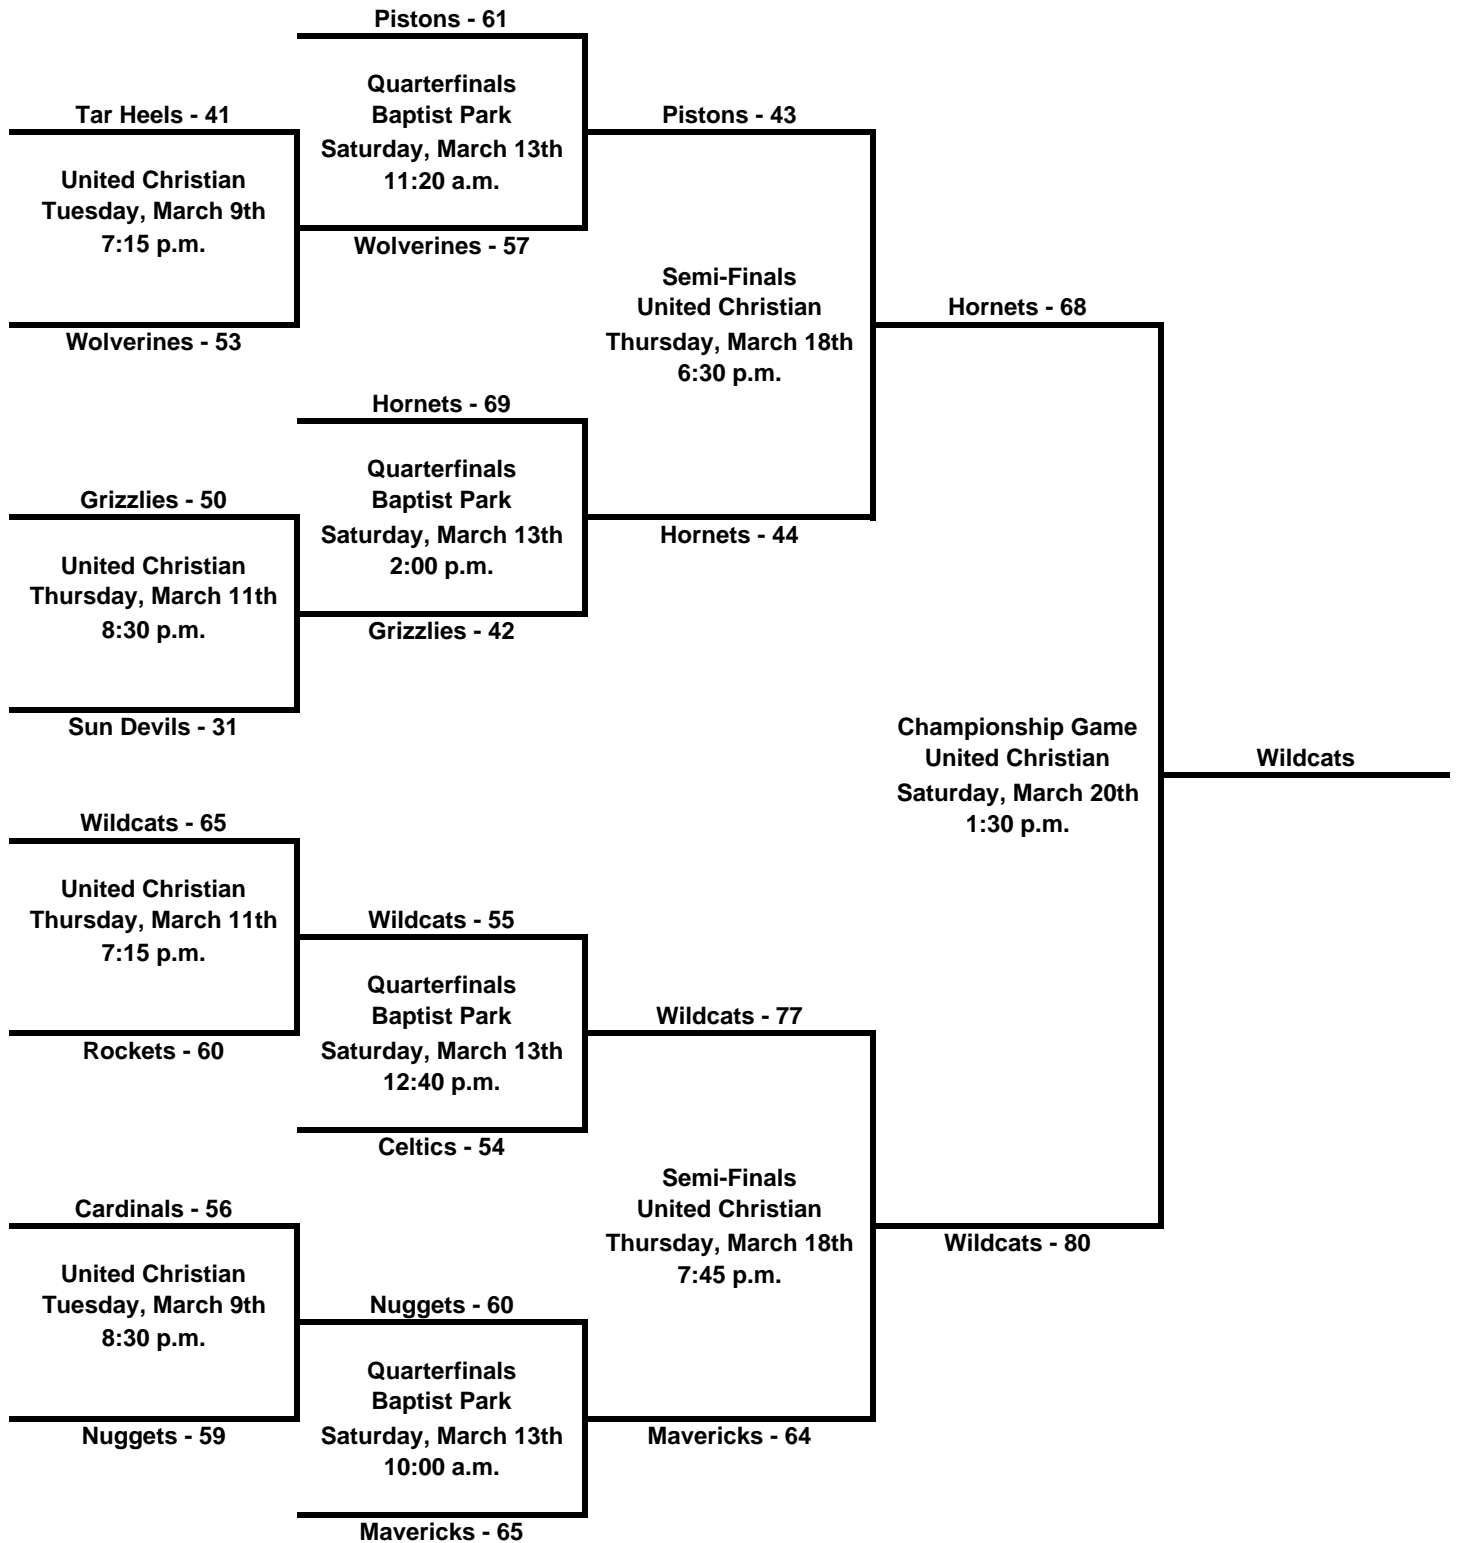 Pistons - 61
Quarterfinals
Baptist Park
Saturday, March 13th
11:20 a.m.
Tar Heels - 41
United Christian
Tuesday, March 9th
7:15 p.m.
Wolverines - 57
Wolverines - 53
Pistons - 43
Semi-Finals
United Christian
Thursday, March 18th
6:30 p.m.
Hornets - 68
Hornets - 69
Quarterfinals
Baptist Park
Saturday, March 13th
2:00 p.m.
Grizzlies - 50
United Christian
Thursday, March 11th
8:30 p.m.
Hornets - 44
Grizzlies - 42
Sun Devils - 31
Championship Game
United Christian
Saturday, March 20th
1:30 p.m.
Wildcats
Wildcats - 65
United Christian
Thursday, March 11th
7:15 p.m.
Rockets - 60
Wildcats - 55
Quarterfinals
Baptist Park
Saturday, March 13th
12:40 p.m.
Celtics - 54
Wildcats - 77
Semi-Finals
United Christian
Thursday, March 18th
7:45 p.m.
Wildcats - 80
Cardinals - 56
United Christian
Tuesday, March 9th
8:30 p.m.
Nuggets - 59
Nuggets - 60
Quarterfinals
Baptist Park
Saturday, March 13th
10:00 a.m.
Mavericks - 64
Mavericks - 65